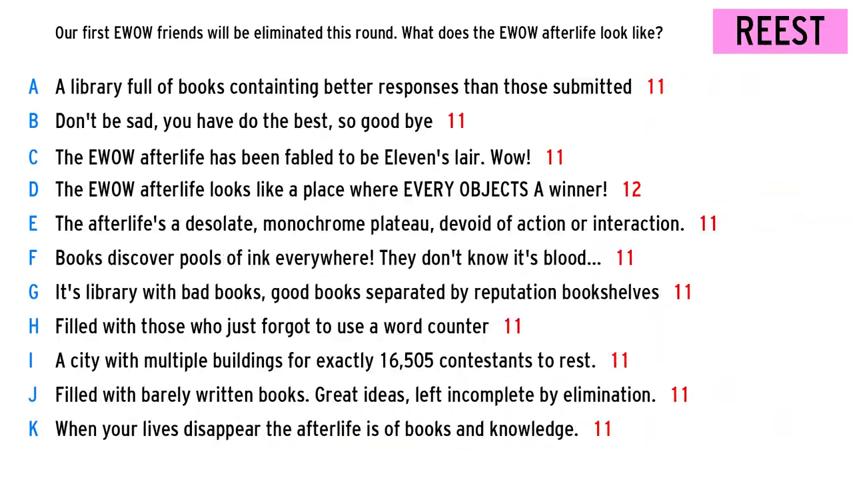 Our first EWOW friends will be eliminated this round. What does the EWOW afterlife look like?
REEST
A A library full of books containting better responses than those submitted 11
B Don't be sad, you have do the best, so good bye 11
C The EWOW afterlife has been fabled to be Eleven's lair. Wow! 11
D The EWOW afterlife looks like a place where EVERY OBJECTS A winner! 12
E The afterlife's a desolate, monochrome plateau, devoid of action or interaction. 11
F Books discover pools of ink everywhere! They don't know it's blood... 11
G It's library with bad books, good books separated by reputation bookshelves 11
H Filled with those who just forgot to use a word counter 11
I A city with multiple buildings for exactly 16,505 contestants to rest. 11
J Filled with barely written books. Great ideas, left incomplete by elimination. 11
K When your lives disappear the afterlife is of books and knowledge. 11